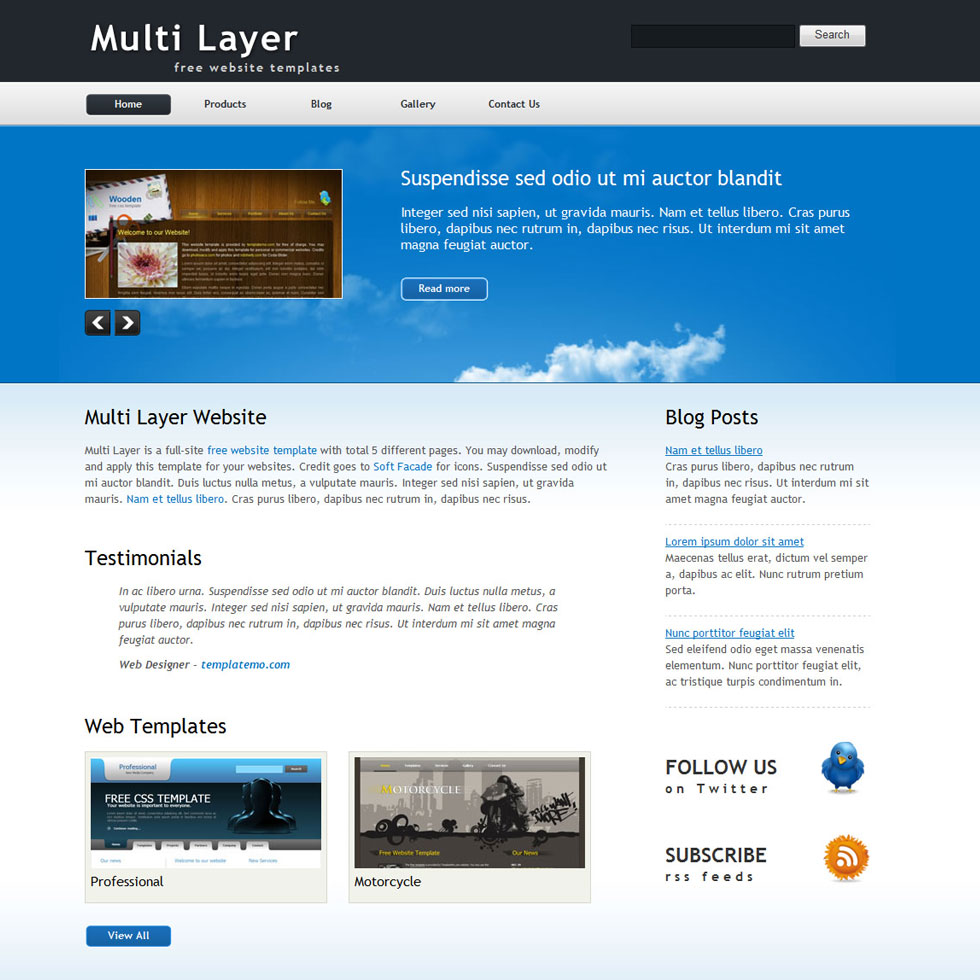 Multi Layer
free website templates
Search
Home
Products
Blog
Gallery
Contact Us
Wooden
free css template
Follow Me
Welcome to our Website!
Suspendisse sed odio ut mi auctor blandit
Integer sed nisi sapien, ut gravida mauris. Nam et tellus libero. Cras purus
libero, dapibus nec rutrum in, dapibus nec risus. Ut interdum mi sit
magna feugiat auctor.
Read more
Multi Layer Website
Multi Layer is a full-site free website template with total 5 different pages. You may download, modify
and apply this template for your websites. Credit goes to Soft Facade for icons. Suspendisse sed odio ut
mi auctor blandit. Duis luctus nulla metus, a vulputate mauris. Integer sed nisi sapien, ut gravida
mauris. Nam et tellus libero. Cras purus libero, dapibus nec rutrum in, dapibus nec risus.
Testimonials
In ac libero urna. Suspendisse sed odio ut mi auctor blandit. Duis luctus nulla metus, a
vulputate mauris. Integer sed nisi sapien, ut gravida mauris. Nam et tellus libero. Cras
purus libero, dapibus nec rutrum in, dapibus nec risus. Ut interdum mi sit amet magna
feugiat auctor.
Web Designer - templatemo.com
Web Templates
Professional
FREE CSS TEMPLATE
Your website is important to everyone.
Continue reading...
Home
Search
Our news
Welcome to our website
New Services
Professional
MOTORCYCLE
Free Website Template
Our News
Motorcycle
View All
Blog Posts
Nam et tellus libero
Cras purus libero, dapibus nec rutrum
in, dapibus nec risus. Ut interdum mi sit
amet magna feugiat auctor.
Lorem ipsum dolor sit amet
Maecenas tellus erat, dictum vel semper
a, dapibus ac elit. Nunc rutrum pretium
porta.
Nunc porttitor feugiat elit
Sed eleifend odio eget massa venenatis
elementum. Nunc porttitor feugiat elit,
ac tristique turpis condimentum in.
FOLLOW US
on Twitter
SUBSCRIBE
rss feeds